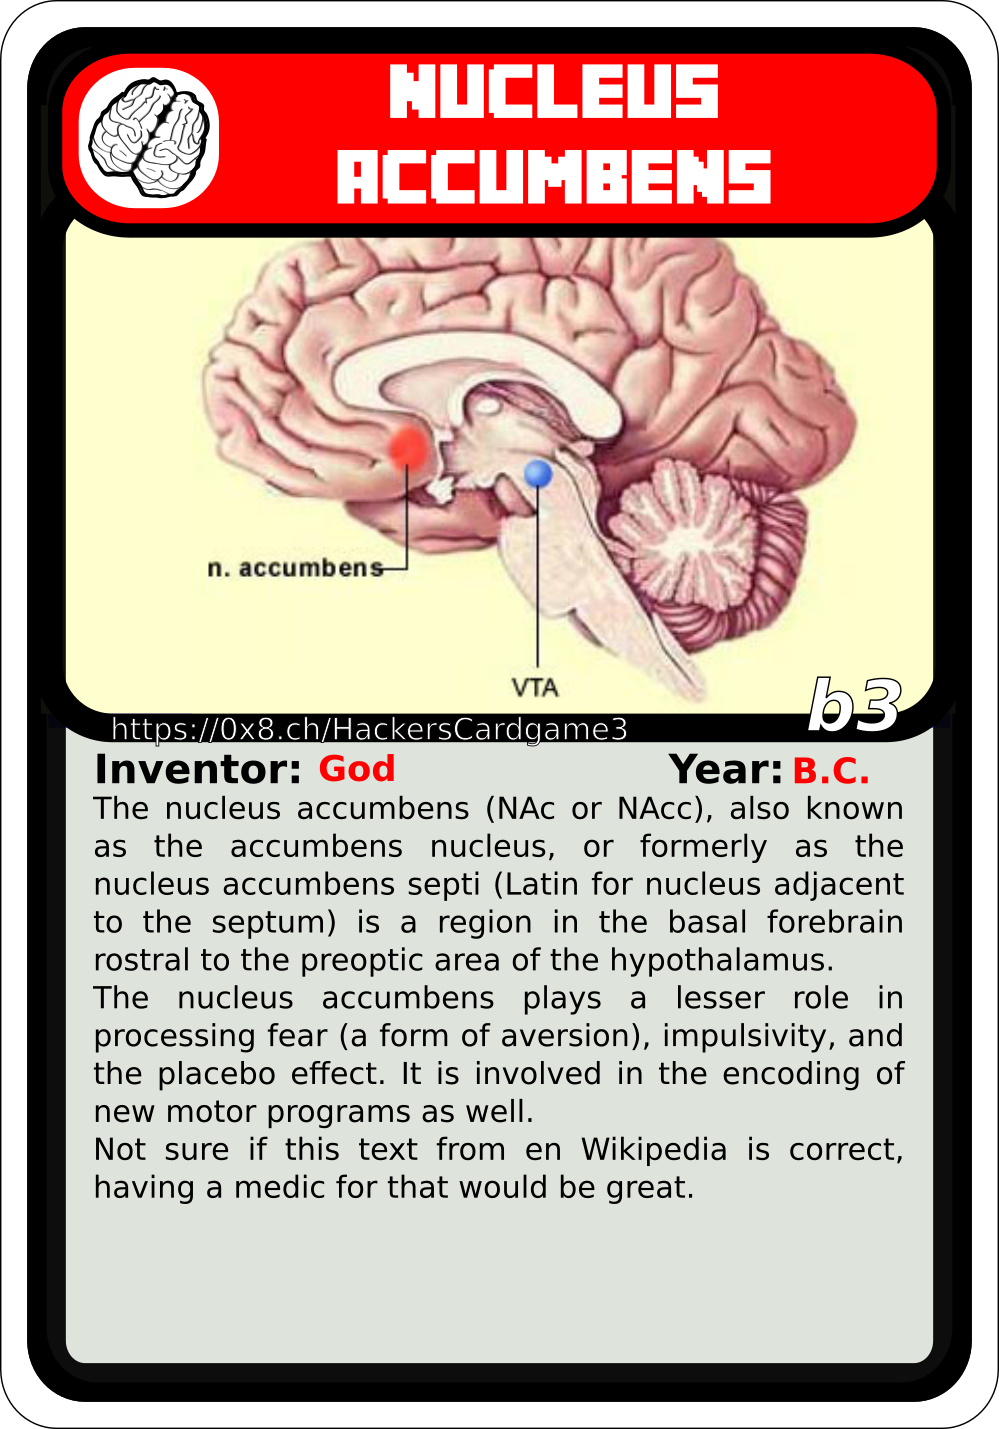 NUCLEUS
ACCUMBENS
n. accumbens
VTA
b3
https://0x8.ch/HackersCardgame3
Inventor: God Year: B.C.
The nucleus accumbens (NAc or NAcc), also known
as the accumbens nucleus, or formerly as the
nucleus accumbens septi (Latin for nucleus adjacent
to the septum) is a region in the basal forebrain
rostral to the preoptic area of the hypothalamus.
The nucleus accumbens plays a lesser role in
processing fear (a form of aversion), impulsivity, and
the placebo effect. It is involved in the encoding of
new motor programs as well.
Not sure if this text from en Wikipedia is correct,
having a medic for that would be great.